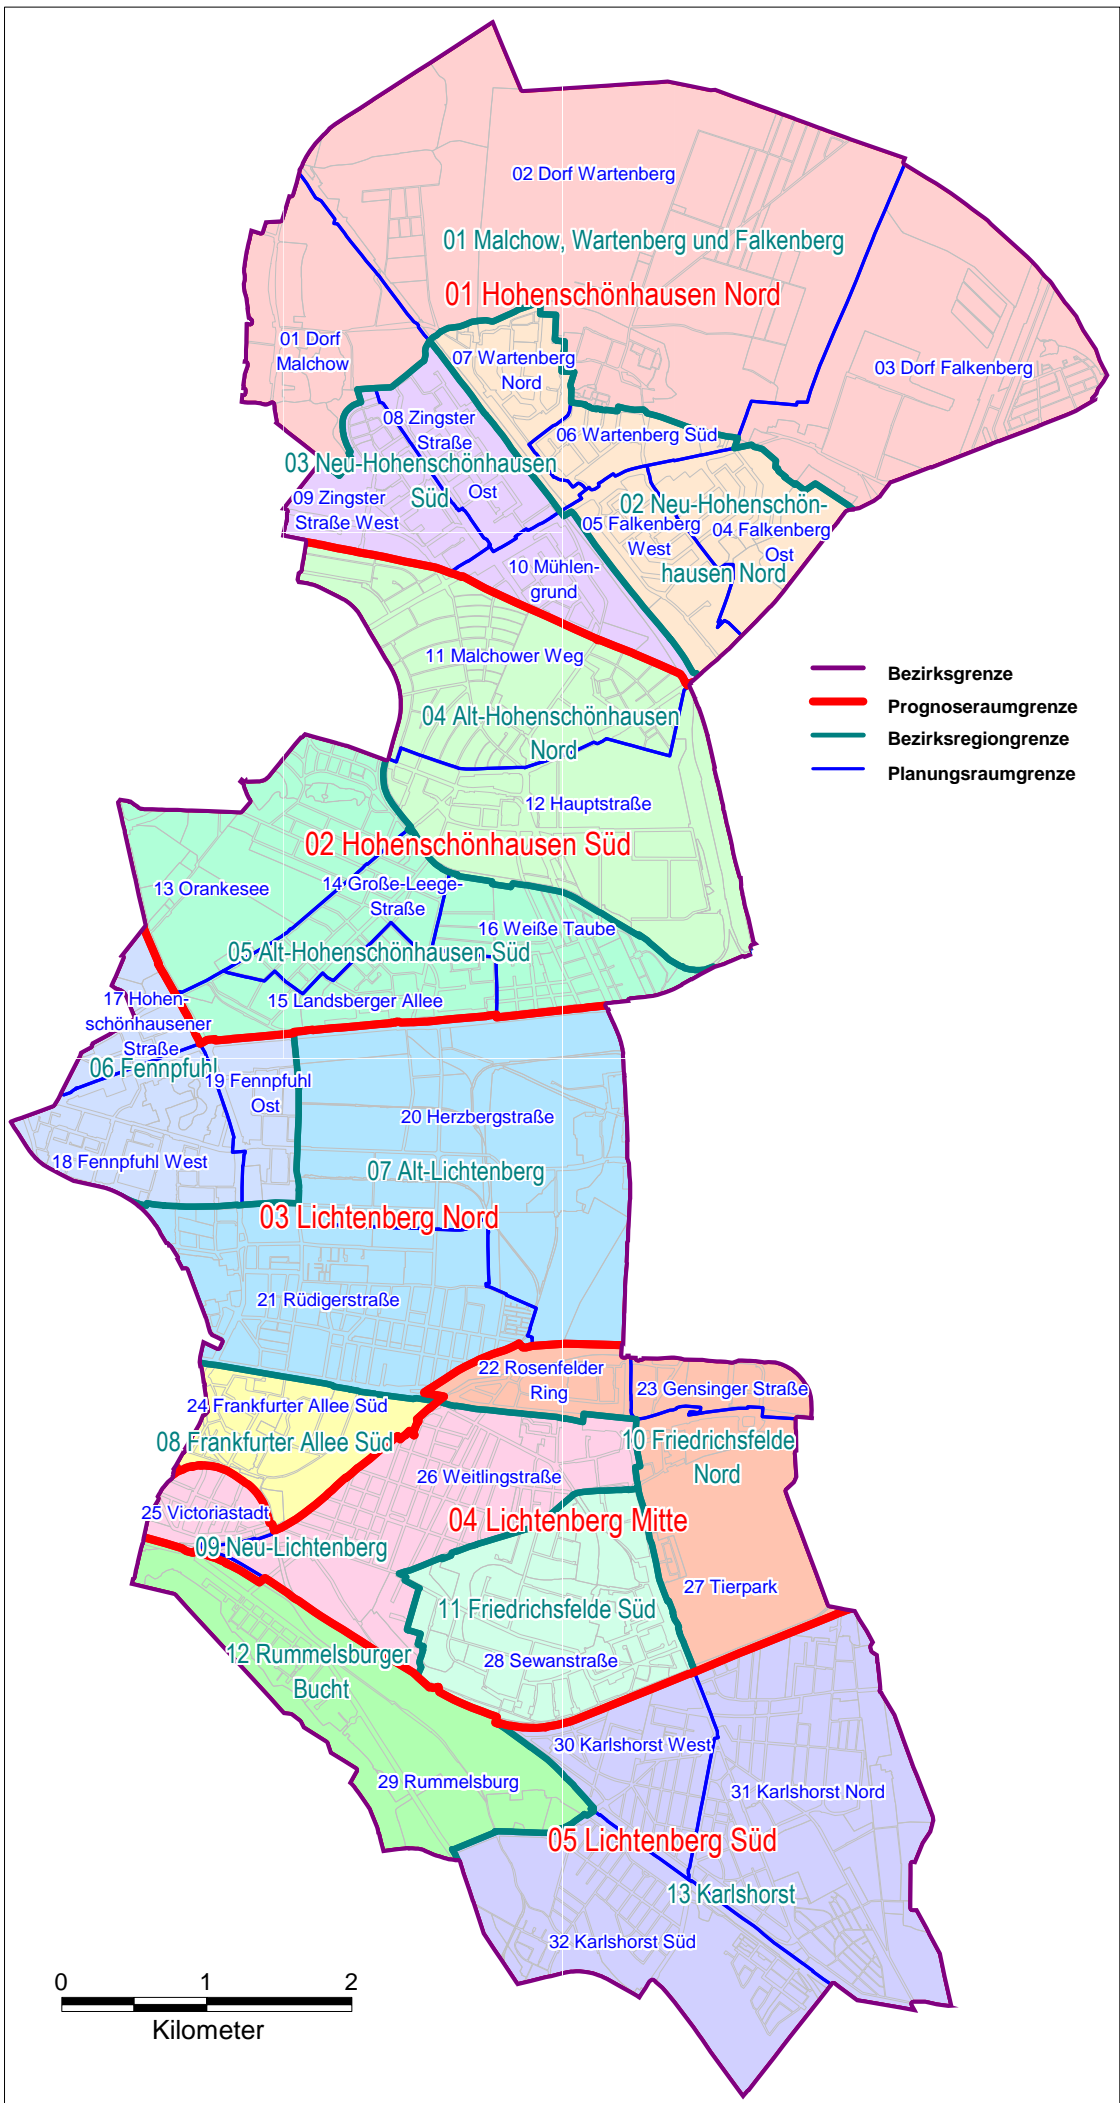 02 Dorf Wartenberg
01 Malchow, Wartenberg und Falkenberg
01 Hohenschönhausen Nord
01 Dorf
Malchow
07 Wartenberg
Nord
03 Dorf Falkenberg
08 Zingster
Straße
Ost
06 Wartenberg Süd
03 Neu-Hohenschönhausen
Süd
09 Zingster
Straße West
02 Neu-Hohenschön-
hausen Nord
05 Falkenberg
West
04 Falkenberg
Ost
10 Mühlen-
grund
11 Malchower Weg
Bezirksgrenze
Prognoseraumgrenze
Bezirksregiongrenze
Planungsraumgrenze
04 Alt-Hohenschönhausen
Nord
12 Hauptstraße
02 Hohenschönhausen Süd
13 Orankesee
14 Große-Leege-
Straße
16 Weiße Taube
05 Alt-Hohenschönhausen Süd
15 Landsberger Allee
17 Hohen-
schönhausener
Straße
06 Fennpfuhl
19 Fennpfuhl
Ost
20 Herzbergstraße
18 Fennpfuhl West
07 Alt-Lichtenberg
03 Lichtenberg Nord
21 Rüdigerstraße
22 Rosenfelder
Ring
23 Gensinger Straße
24 Frankfurter Allee Süd
08 Frankfurter Allee Süd
10 Friedrichsfelde
Nord
26 Weitlingstraße
25 Victoriastadt
04 Lichtenberg Mitte
09 Neu-Lichtenberg
27 Tierpark
11 Friedrichsfelde Süd
12 Rummelsburger
Bucht
28 Sewanstraße
30 Karlshorst West
29 Rummelsburg
31 Karlshorst Nord
05 Lichtenberg Süd
13 Karlshorst
32 Karlshorst Süd
0 1 2
Kilometer